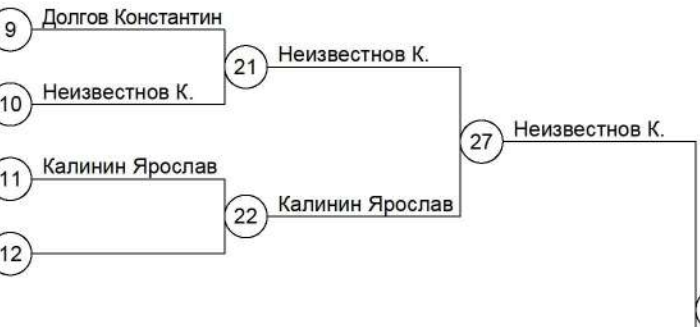 Долгов Константин
9
Неизвестнов К.
21
Неизвестнов К.
10
Неизвестнов К.
27
Калинин Ярослав
11
Калинин Ярослав
22
12